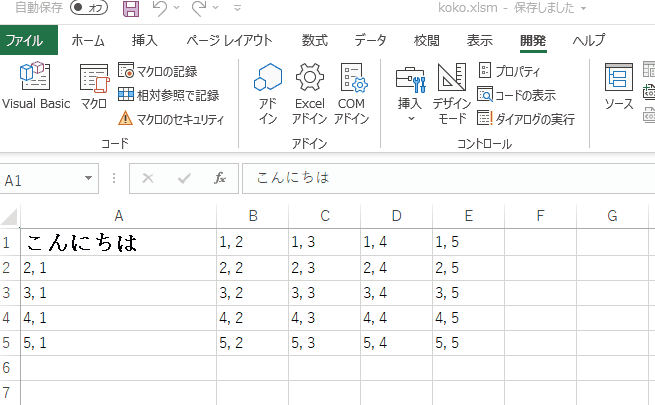 自動保存 オフ koko.xlsm - 保存しました
ファイル ホーム 挿入 ページ レイアウト 数式 データ 校閲 表示 開発 ヘルプ
Visual Basic マクロ マクロの記録 相対参照で記録 マクロのセキュリティ アド イン Excel アドイン COM アドイン 挿入 デザイン モード プロパティ コードの表示 ダイアログの実行 ソース
コード アドイン コントロール
A1 fx こんにちは
A B C D E F G
1 こんにちは 1, 2 1, 3 1, 4 1, 5
2 2, 1 2, 2 2, 3 2, 4 2, 5
3 3, 1 3, 2 3, 3 3, 4 3, 5
4 4, 1 4, 2 4, 3 4, 4 4, 5
5 5, 1 5, 2 5, 3 5, 4 5, 5
6
7